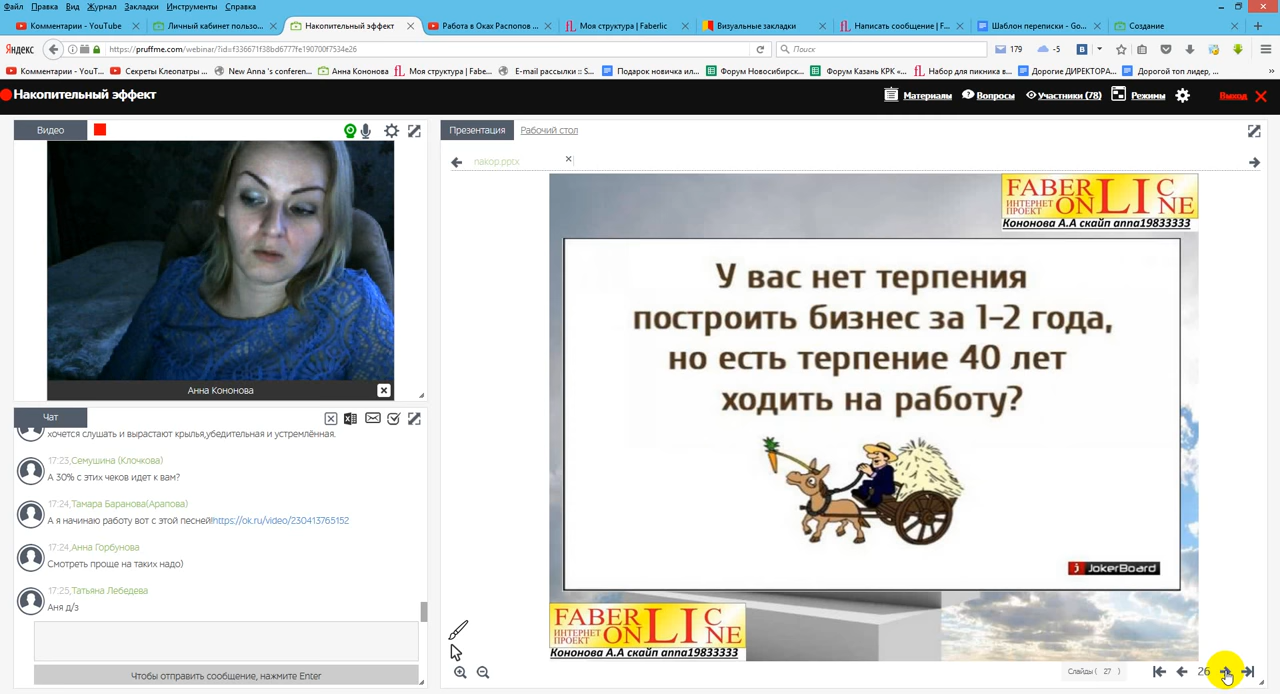 Файл Правка Вид Журнал Закладки Инструменты Справка
Комментарии - YouTube
Личный кабинет пользо...
Накопительный эффект
Работа в Оках Распопов ...
Моя структура | Faberlic
Визуальные закладки
Написать сообщение | F...
Шаблон переписки - Go...
Создание
Яндекс
https://pruffme.com/webinar/?id=f336671f38bd6777fe190700f7534e26
Поиск
179
-5
Комментарии - YouT...
Секреты Клеопатры ...
New Anna 's conferen...
Анна Кононова
Моя структура | Fabe...
E-mail рассылки :: S...
Подарок новичка ил...
Форум Новосибирс...
Форум Казань КРК «...
Набор для пикника в...
Дорогие ДИРЕКТОРА...
Дорогой топ лидер, ...
Накопительный эффект
Материалы
Вопросы
Участники (78)
Режимы
Выход
Видео
Анна Кононова
Чат
хочется слушать и вырастают крылья,убедительная и устремлённая.
17:23,Семушина (Клочкова)
А 30% с этих чеков идет к вам?
17:24,Тамара Баранова(Арапова)
А я начинаю работу вот с этой песней!https://ok.ru/video/230413765152
17:24,Анна Горбунова
Смотреть проще на таких надо)
17:25,Татьяна Лебедева
Аня д/з
Чтобы отправить сообщение, нажмите Enter
Презентация
Рабочий стол
nakop.pptx
FABERLIC
ИНТЕРНЕТ ПРОЕКТ
ONLINE
Кононова А.А скайп anna19833333
У вас нет терпения
построить бизнес за 1–2 года,
но есть терпение 40 лет
ходить на работу?
JokerBoard
FABERLIC
ИНТЕРНЕТ ПРОЕКТ
ONLINE
Кононова А.А скайп anna19833333
Слайды ( 27 )
26